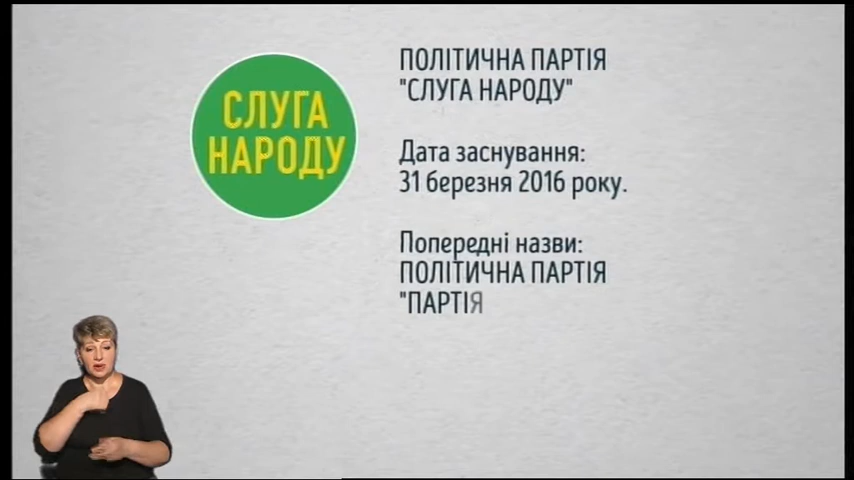 СЛУГА
НАРОДУ
ПОЛІТИЧНА ПАРТІЯ
"СЛУГА НАРОДУ"
Дата заснування:
31 березня 2016 року.
Попередні назви:
ПОЛІТИЧНА ПАРТІЯ
"ПАРТІЯ